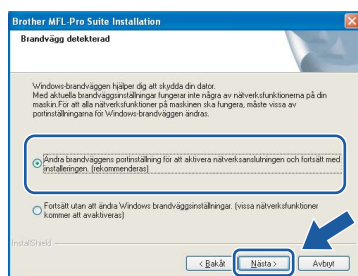 Brother MFL-Pro Suite Installation
Brandvägg detekterad
Windows-brandväggen hjälper dig att skydda din dator.
Med aktuella brandväggsinställningar fungerar inte några av nätverksfunktionerna på din
maskin.För att alla nätverksfunktioner på maskinen ska fungera, måste vissa av
portinställningarna för Windows-brandväggen ändras.
Ändra brandväggens portinställning för att aktivera nätverksanslutningen och fortsätt med
installeringen. (rekommenderas)
Fortsätt utan att ändra Windows brandväggsinställningar. (vissa nätverksfunktioner
kommer att avaktiveras)
InstallShield
< Bakåt Nästa > Avbryt